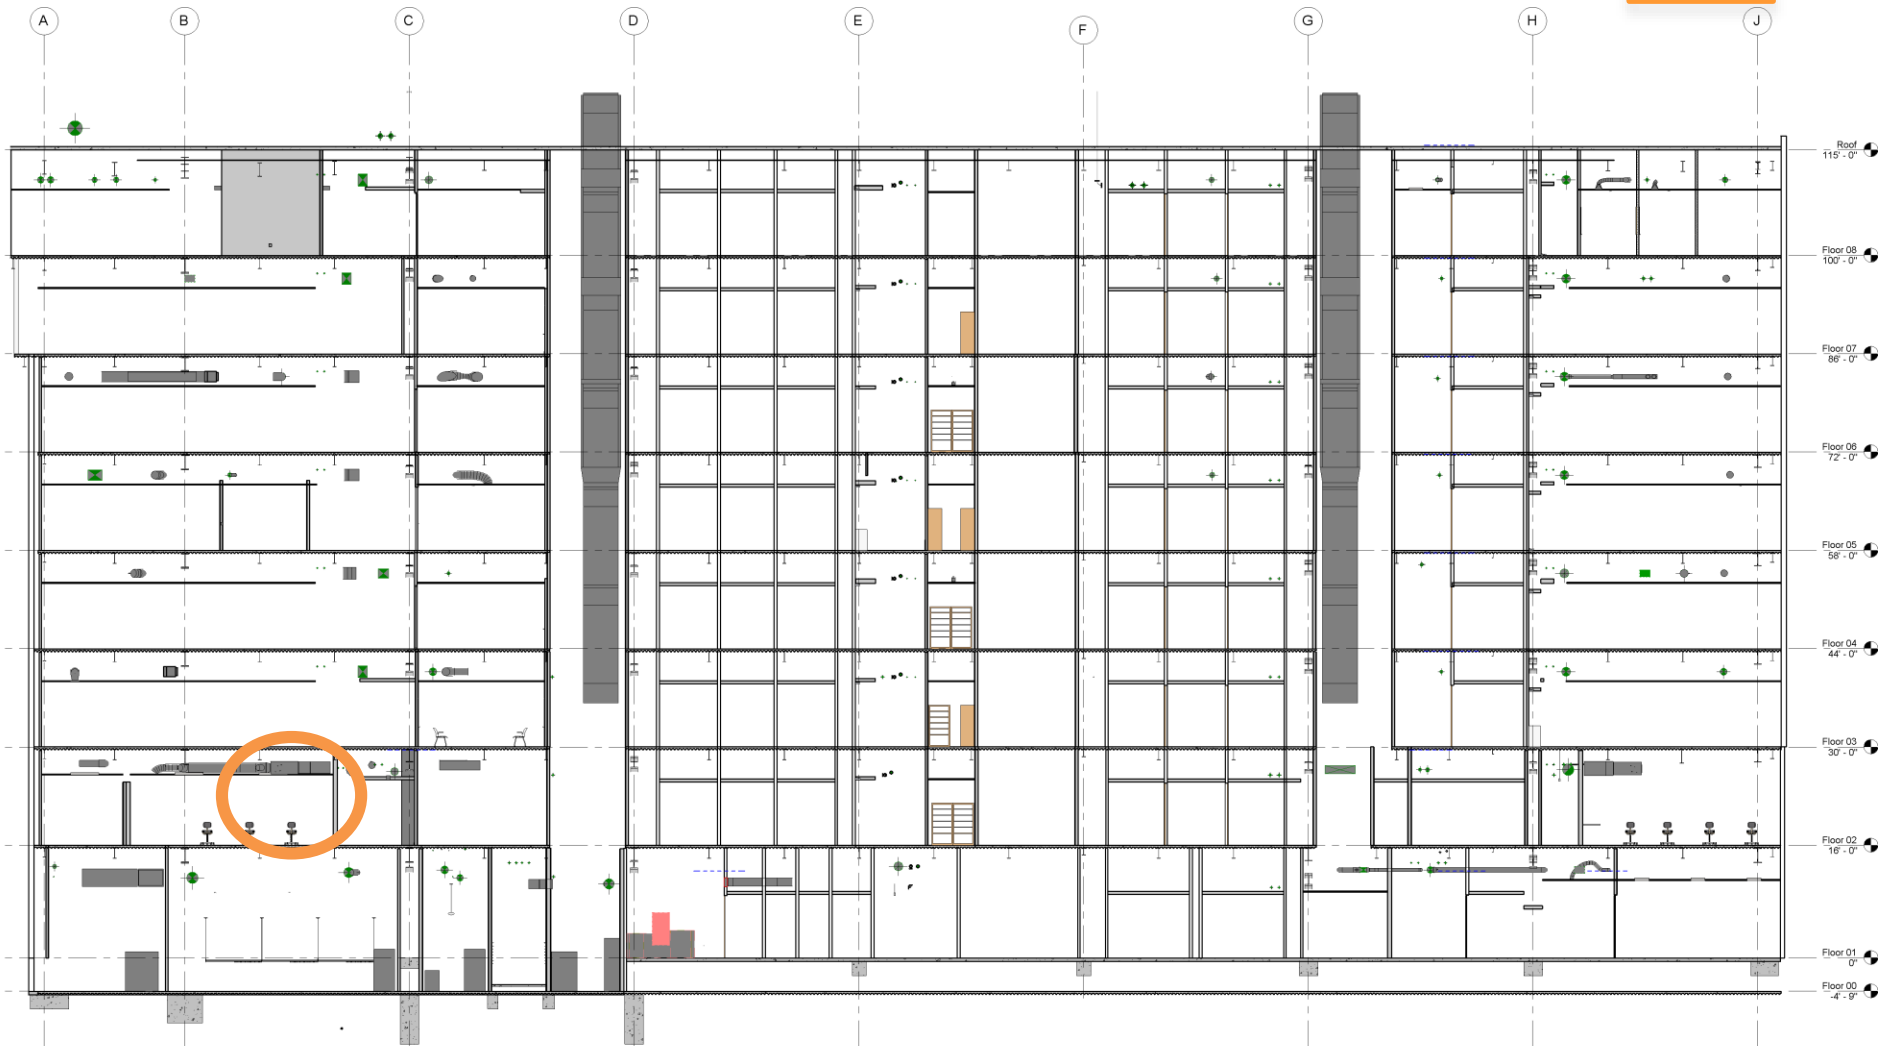 A B C D E F G H J
Roof
115' - 0"
Floor 08
100' - 0"
Floor 07
86' - 0"
Floor 06
72' - 0"
Floor 05
58' - 0"
Floor 04
44' - 0"
Floor 03
30' - 0"
Floor 02
16' - 0"
Floor 01
0"
Floor 00
-4' - 9"